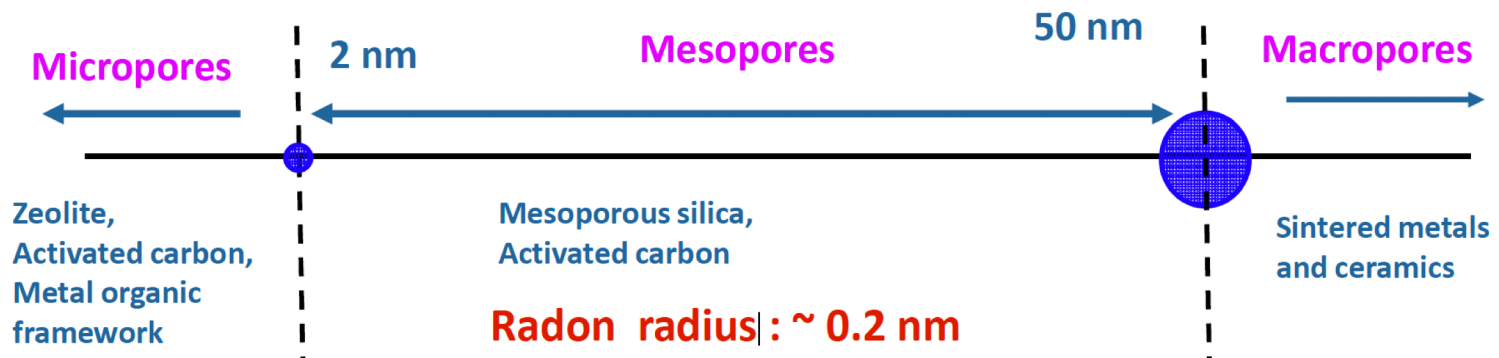 Micropores
2 nm
Mesopores
50 nm
Macropores
Zeolite,
Activated carbon,
Metal organic
framework
Mesoporous silica,
Activated carbon
Sintered metals
and ceramics
Radon radius : ~ 0.2 nm